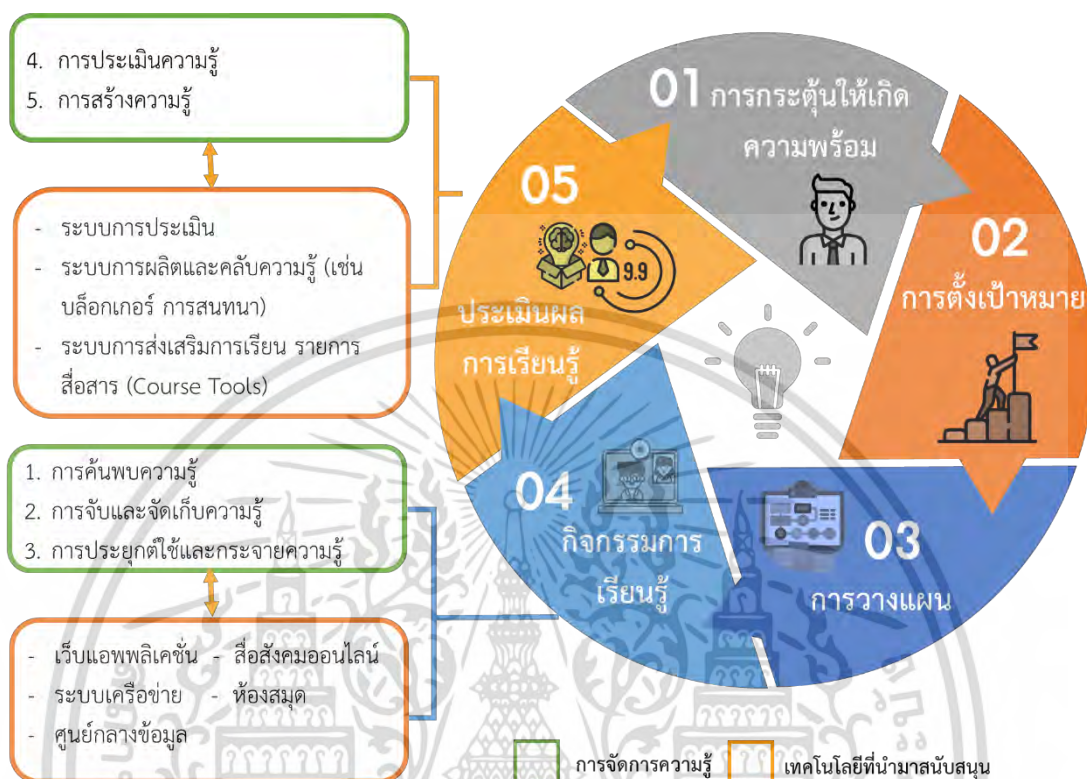 4. การประเมินความรู้
5. การสร้างความรู้
- ระบบการประเมิน
- ระบบการผลิตและคลับความรู้ (เช่น
บล็อกเกอร์ การสนทนา)
- ระบบการส่งเสริมการเรียน รายการ
สื่อสาร (Course Tools)
1. การค้นพบความรู้
2. การจับและจัดเก็บความรู้
3. การประยุกต์ใช้และกระจายความรู้
- เว็บแอพพลิเคชั่น - สื่อสังคมออนไลน์
- ระบบเครือข่าย - ห้องสมุด
- ศูนย์กลางข้อมูล
01 การกระตุ้นให้เกิด
ความพร้อม
02
การตั้งเป้าหมาย
03
การวางแผน
04
กิจกรรมการ
เรียนรู้
05
9.9
ประเมินผล
การเรียนรู้
การจัดการความรู้
เทคโนโลยีที่นำมาสนับสนุน